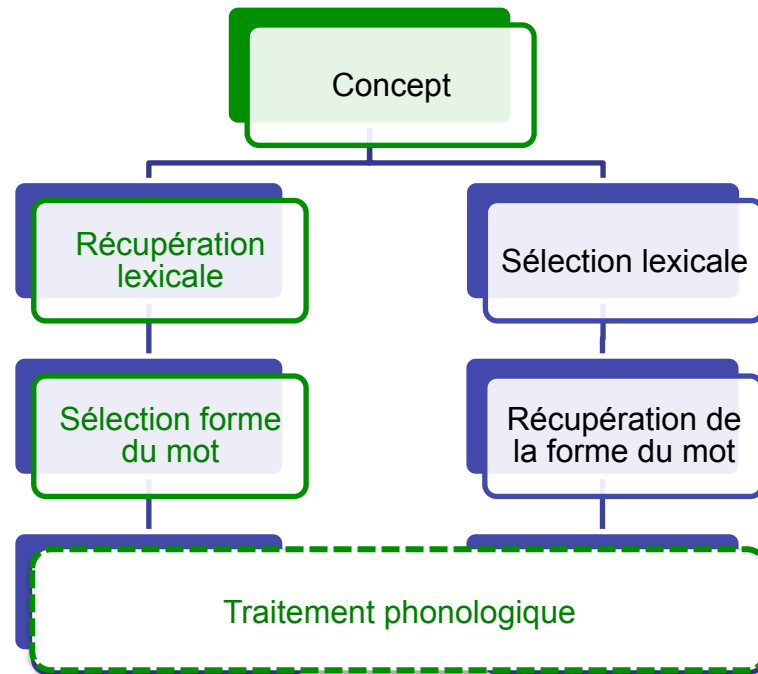 Concept
Récupération
lexicale
Sélection lexicale
Sélection forme
du mot
Récupération de
la forme du mot
Traitement phonologique